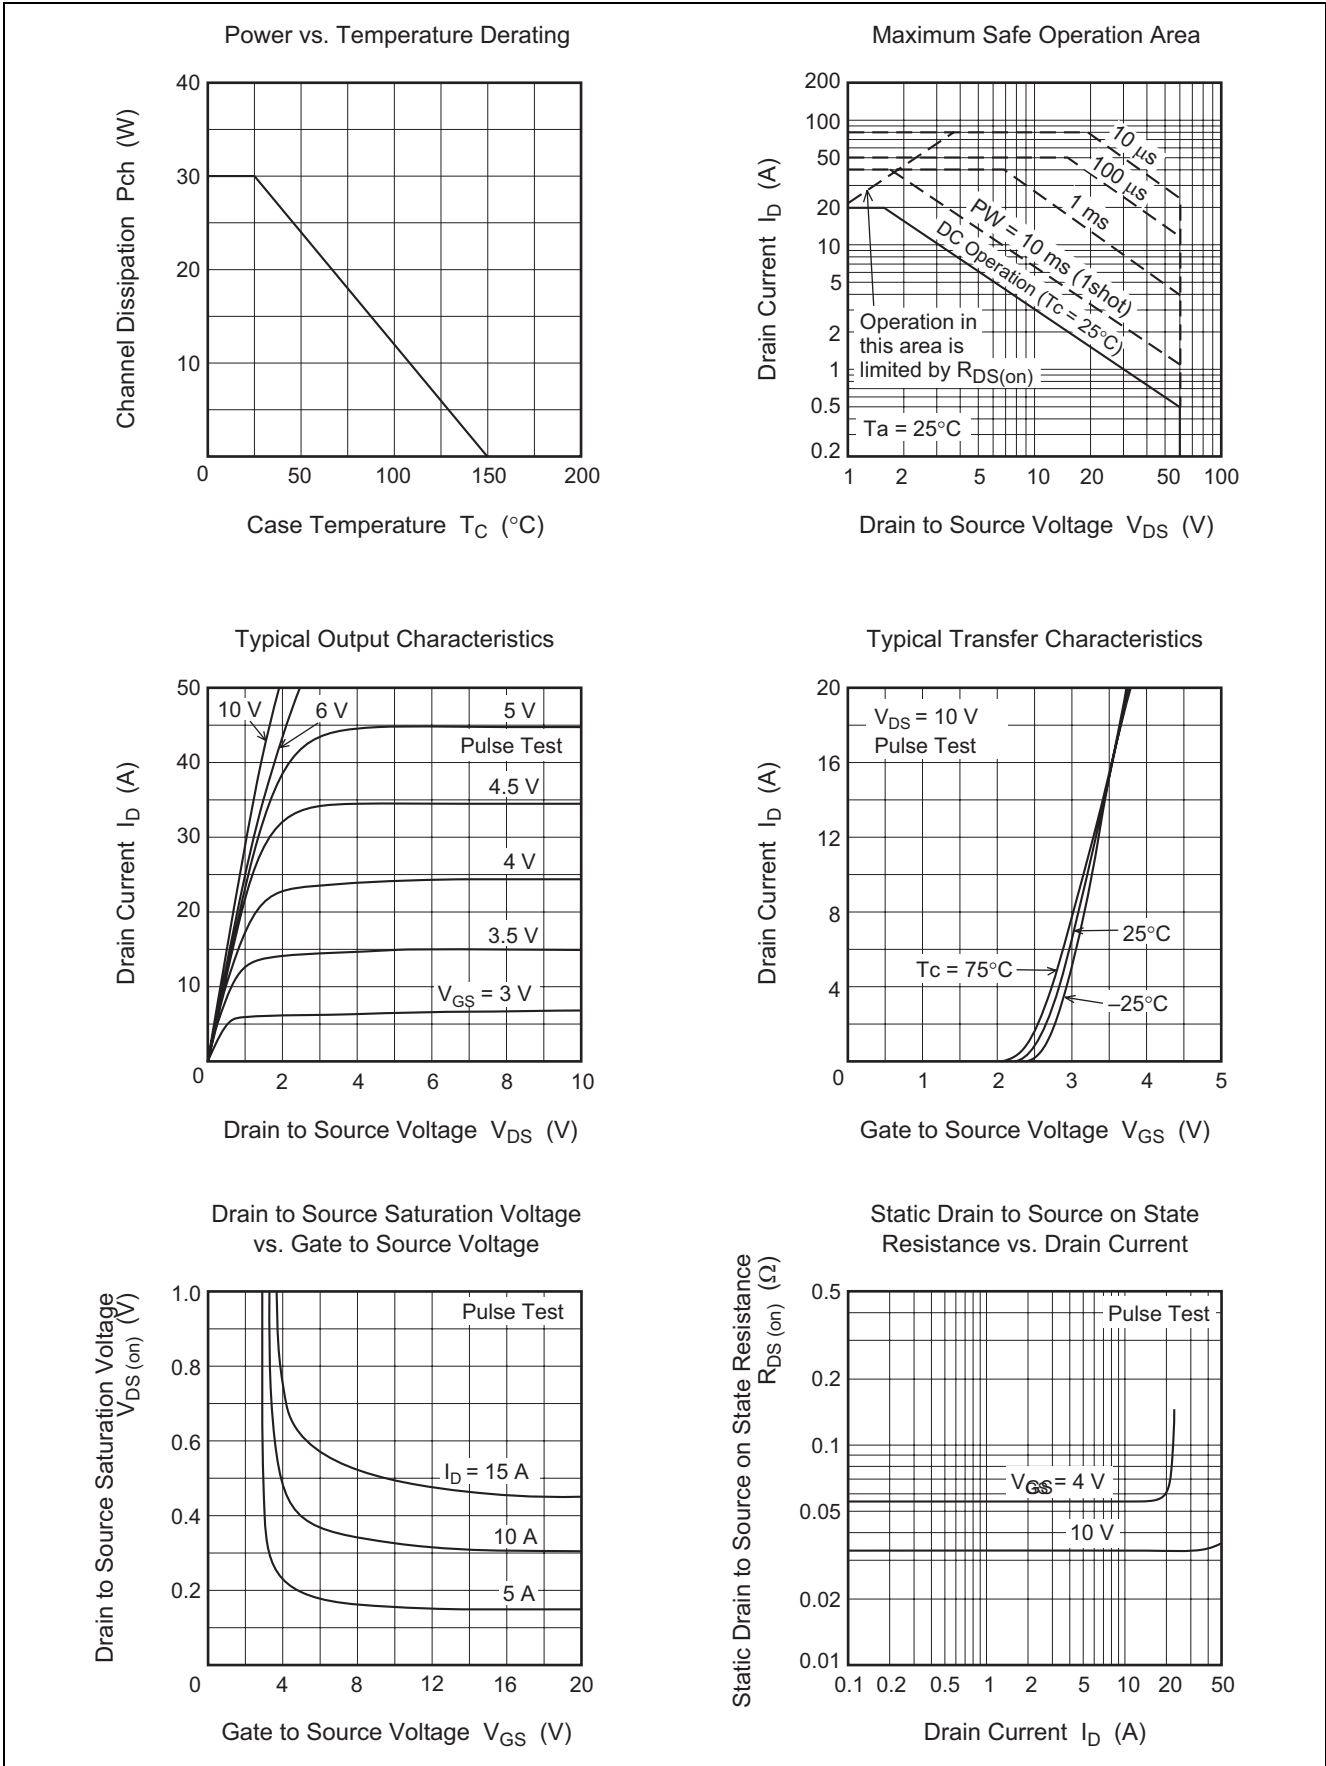 Power vs. Temperature Derating
40
30
20
10
0
50
100
150
200
Channel Dissipation Pch (W)
Case Temperature TC (°C)
Maximum Safe Operation Area
200
100
50
20
10
5
2
1
0.5
0.2
1
2
5
10
20
50
100
Drain Current ID (A)
10 μs
100 μs
1 ms
PW = 10 ms (1shot)
DC Operation (Tc = 25°C)
Operation in
this area is
limited by RDS(on)
Ta = 25°C
Drain to Source Voltage VDS (V)
Typical Output Characteristics
50
40
30
20
10
0
2
4
6
8
10
Drain Current ID (A)
10 V
6 V
5 V
Pulse Test
4.5 V
4 V
3.5 V
VGS = 3 V
Drain to Source Voltage VDS (V)
Typical Transfer Characteristics
20
16
12
8
4
0
1
2
3
4
5
Drain Current ID (A)
VDS = 10 V
Pulse Test
25°C
Tc = 75°C
–25°C
Gate to Source Voltage VGS (V)
Drain to Source Saturation Voltage
vs. Gate to Source Voltage
1.0
0.8
0.6
0.4
0.2
0
4
8
12
16
20
Drain to Source Saturation Voltage
VDS (on) (V)
Pulse Test
ID = 15 A
10 A
5 A
Gate to Source Voltage VGS (V)
Static Drain to Source on State
Resistance vs. Drain Current
0.5
0.2
0.1
0.05
0.02
0.01
0.1
0.2
0.5
1
2
5
10
20
50
Static Drain to Source on State Resistance
RDS (on) (Ω)
Pulse Test
VGS = 4 V
10 V
Drain Current ID (A)